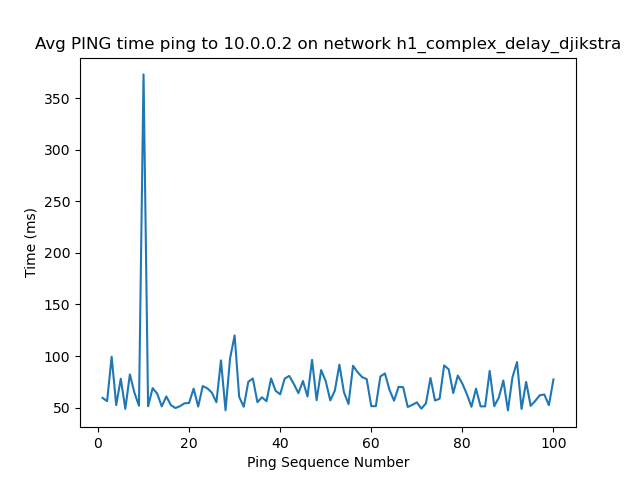 Avg PING time ping to 10.0.0.2 on network h1_complex_delay_djikstra
350
300
250
200
150
100
50
Time (ms)
0 20 40 60 80 100
Ping Sequence Number